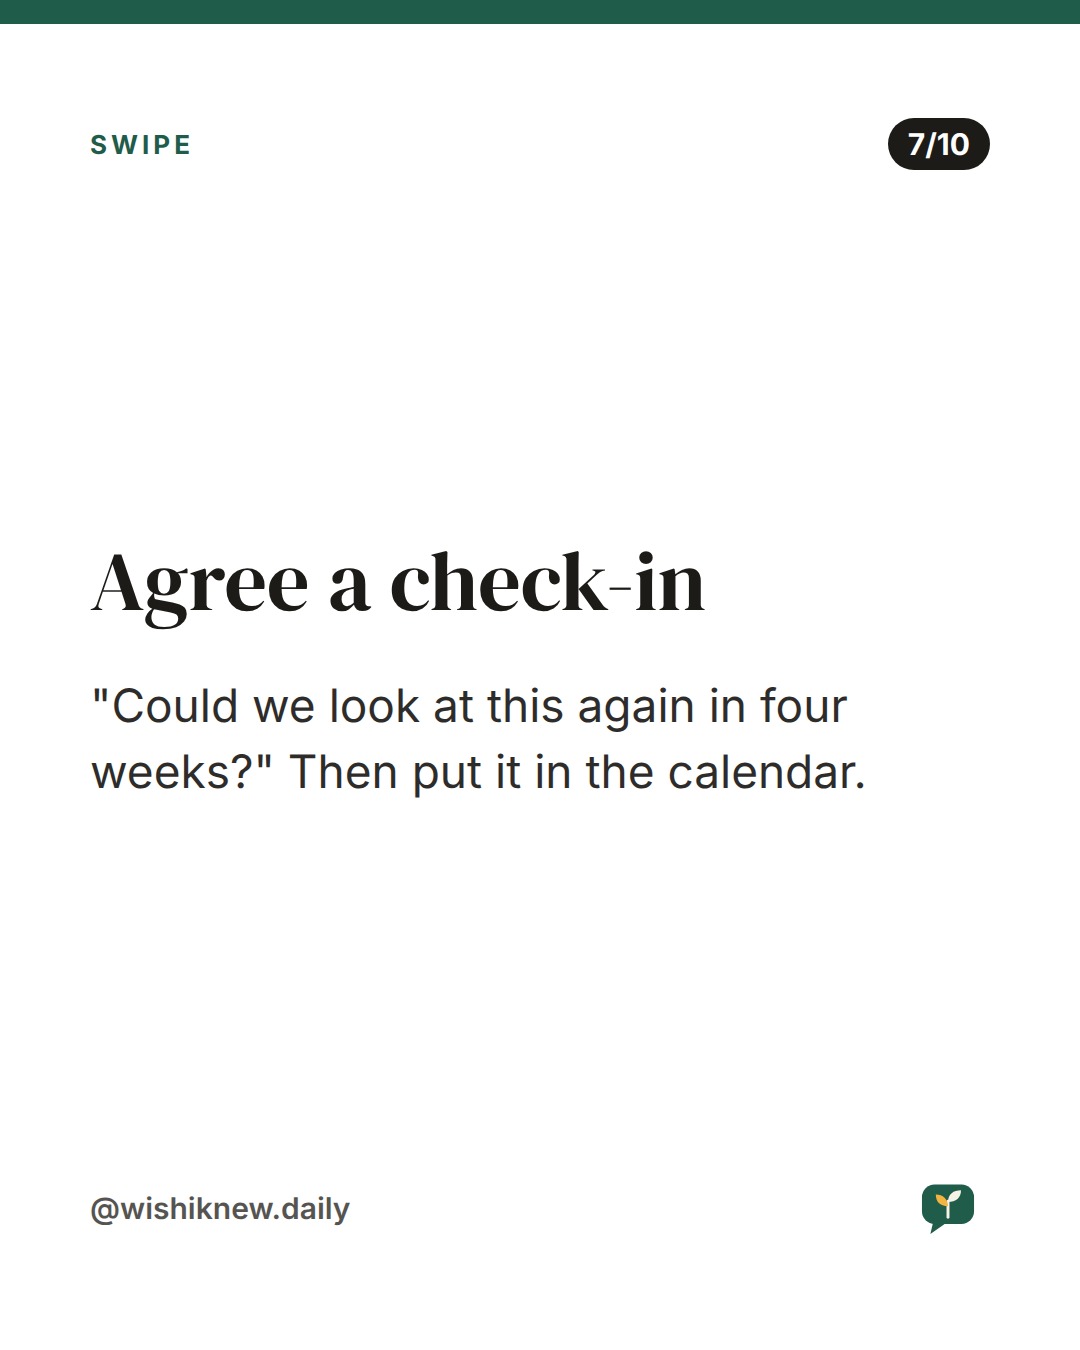 SWIPE
7/10
Agree a check-in
"Could we look at this again in four
weeks?" Then put it in the calendar.
@wishiknew.daily